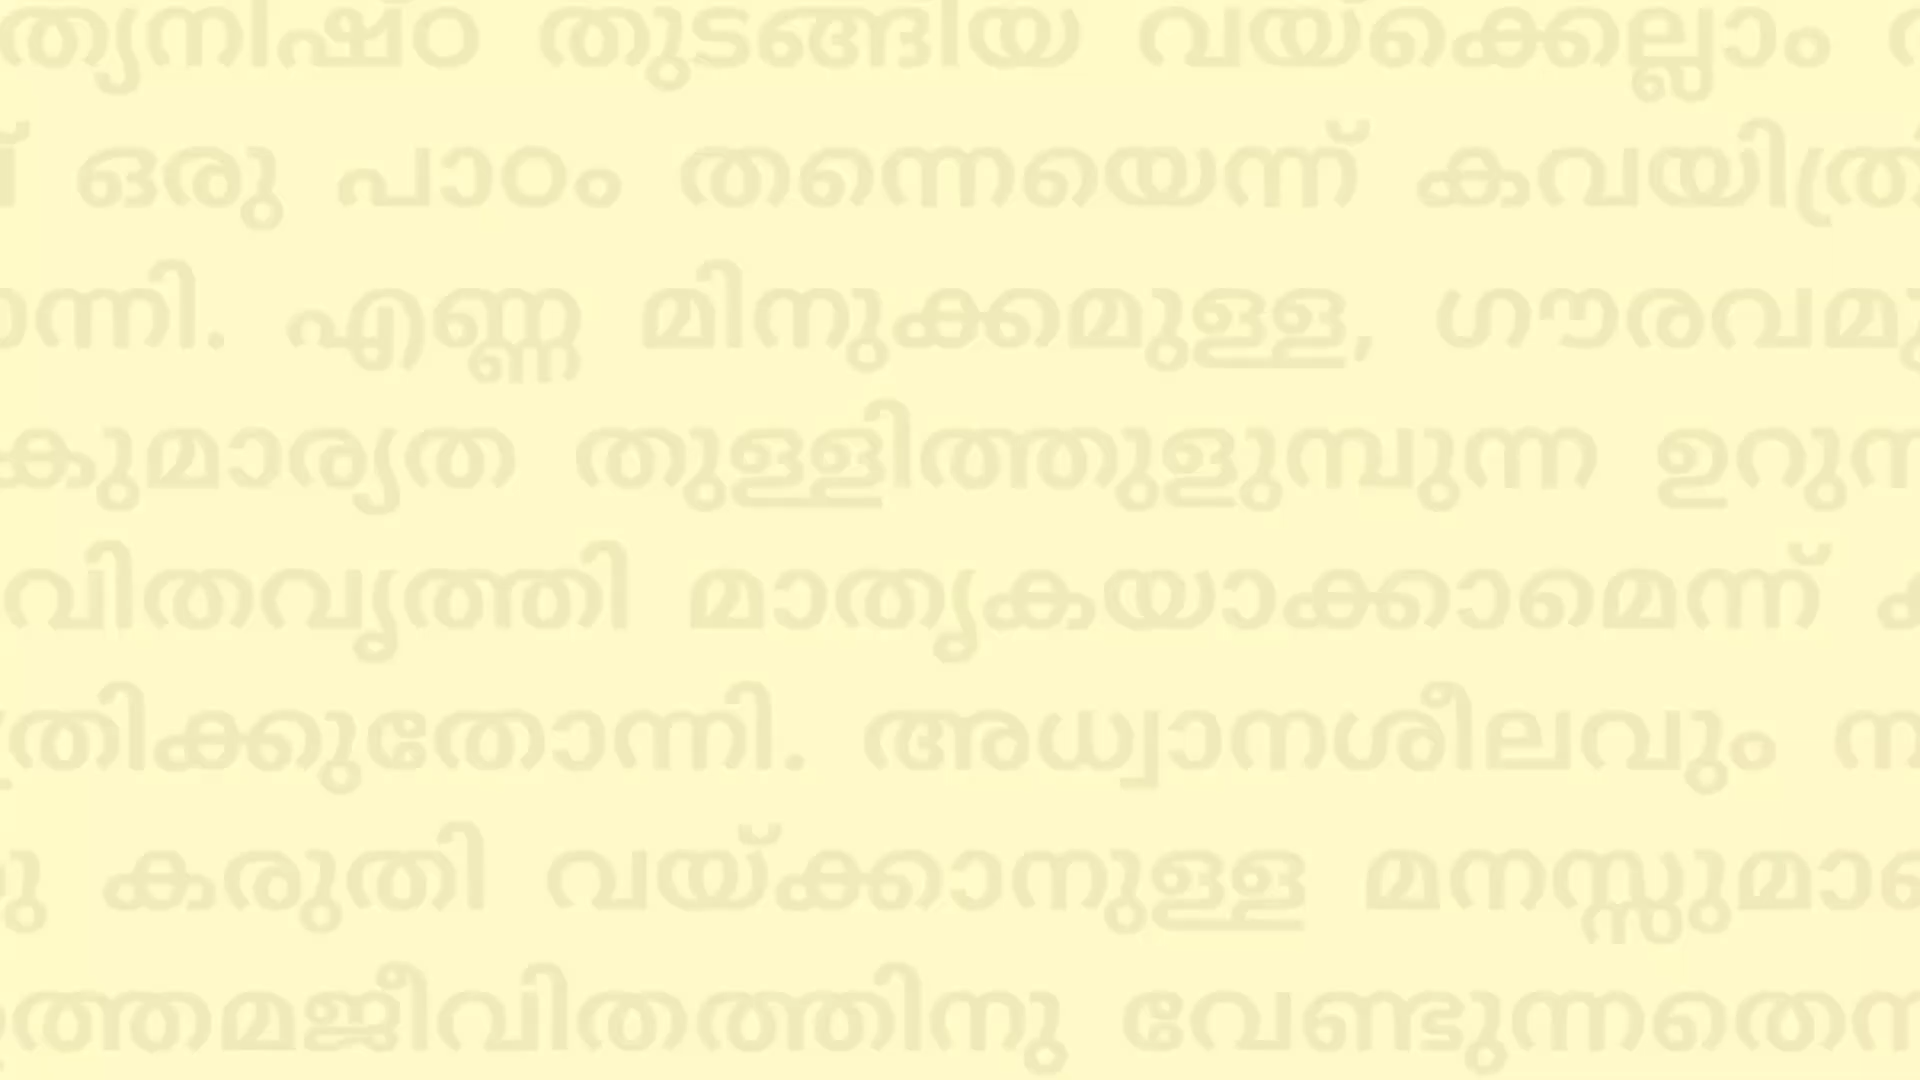 ത്യനിഷ്ഠ തുടങ്ങിയ വയ്ക്കെല്ലാം
ഒരു പാഠം തന്നെയെന്ന് കവയിത്ര
ന്നി. എണ്ണ മിനുക്കമുള്ള, ഗൗരവമു
കുമാര്യത തുള്ളിത്തുളുമ്പുന്ന ഉറുന
വിതവൃത്തി മാതൃകയാക്കാമെന്ന് ക
ത്രിക്കുതോന്നി. അധ്വാനശീലവും ന
കരുതി വയ്ക്കാനുള്ള മനസ്സുമാണ
ത്തമജീവിതത്തിനു വേണ്ടുന്നതെന